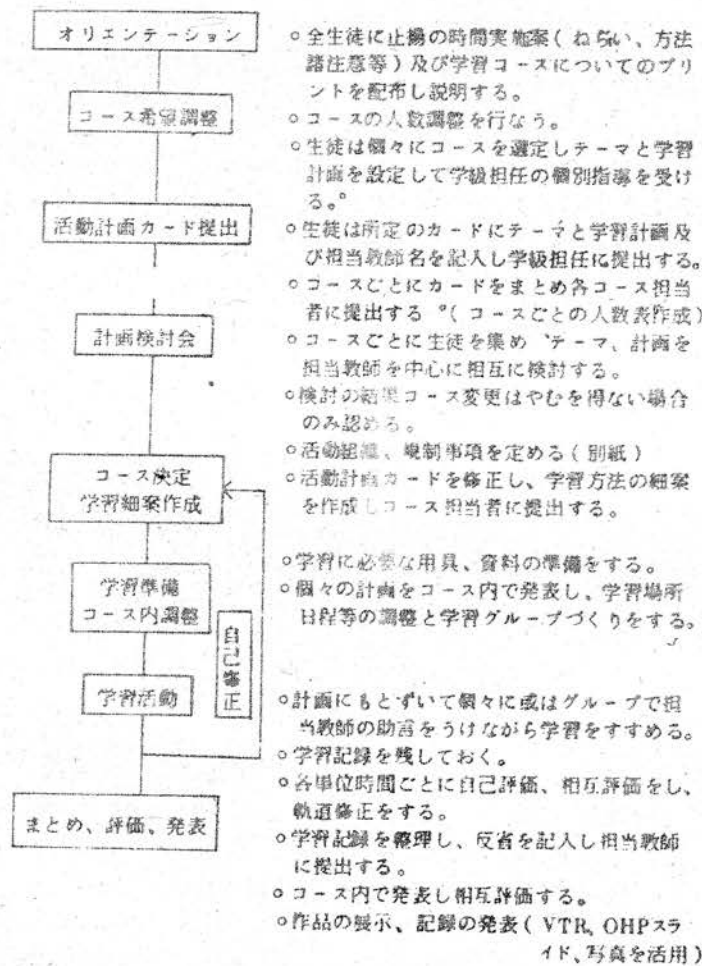 オリエンテーション
コース希望調整
活動計画カード提出
計画検討会
コース決定
学習細案作成
学習準備
コース内調整
自己修正
学習活動
まとめ、評価、発表
○全生徒に止揚の時間実施案(ねらい、方法
諸注意等)及び学習コースについてのプリ
ントを配布し説明する。
○コースの人数調整を行なう。
○生徒は個々にコースを選定しテーマと学習
計画を設定して学級担任の個別指導を受け
る。
○生徒は所定のカードにテーマと学習計画及
び担当教師名を記入し学級担任に提出する。
○コースごとにカードをまとめ各コース担当
者に提出する。(コースごとの人数表作成)
○コースごとに生徒を集め、テーマ、計画を
担当教師を中心に相互に検討する。
○検討の結果コース変更はやむを得ない場合
のみ認める。
○活動組織、規制事項を定める(別紙)
○活動計画カードを修正し、学習方法の細案
を作成しコース担当者に提出する。
○学習に必要な用具、資料の準備をする。
○個々の計画をコース内で発表し、学習場所
日程等の調整と学習グループづくりをする。
○計画にもとずいて個々に或はグループで担
当教師の助言をうけながら学習をすすめる。
○学習記録を残しておく。
○各単位時間ごとに自己評価、相互評価をし、
軌道修正をする。
○学習記録を整理し、反省を記入し担当教師
に提出する。
○コース内で発表し相互評価する。
○作品の展示、記録の発表(VTR、OHPスラ
イド、写真を活用)